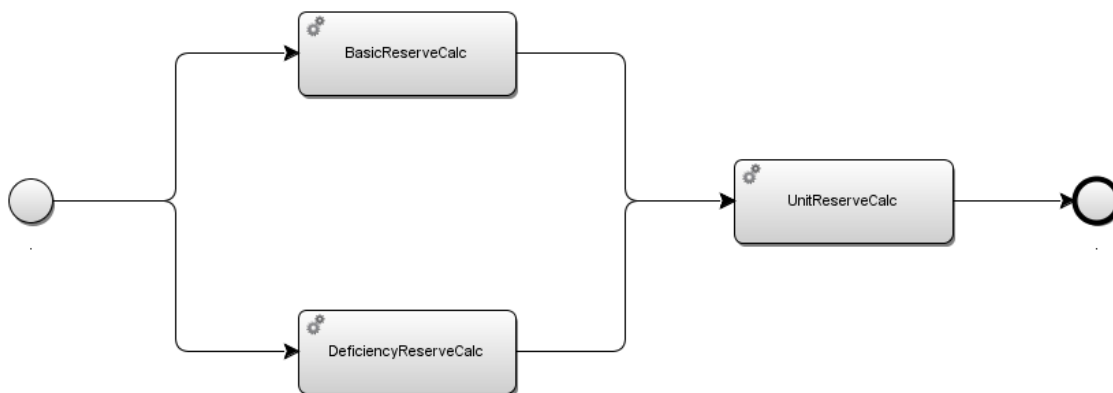 BasicReserveCalc
UnitReserveCalc
.
.
DeficiencyReserveCalc